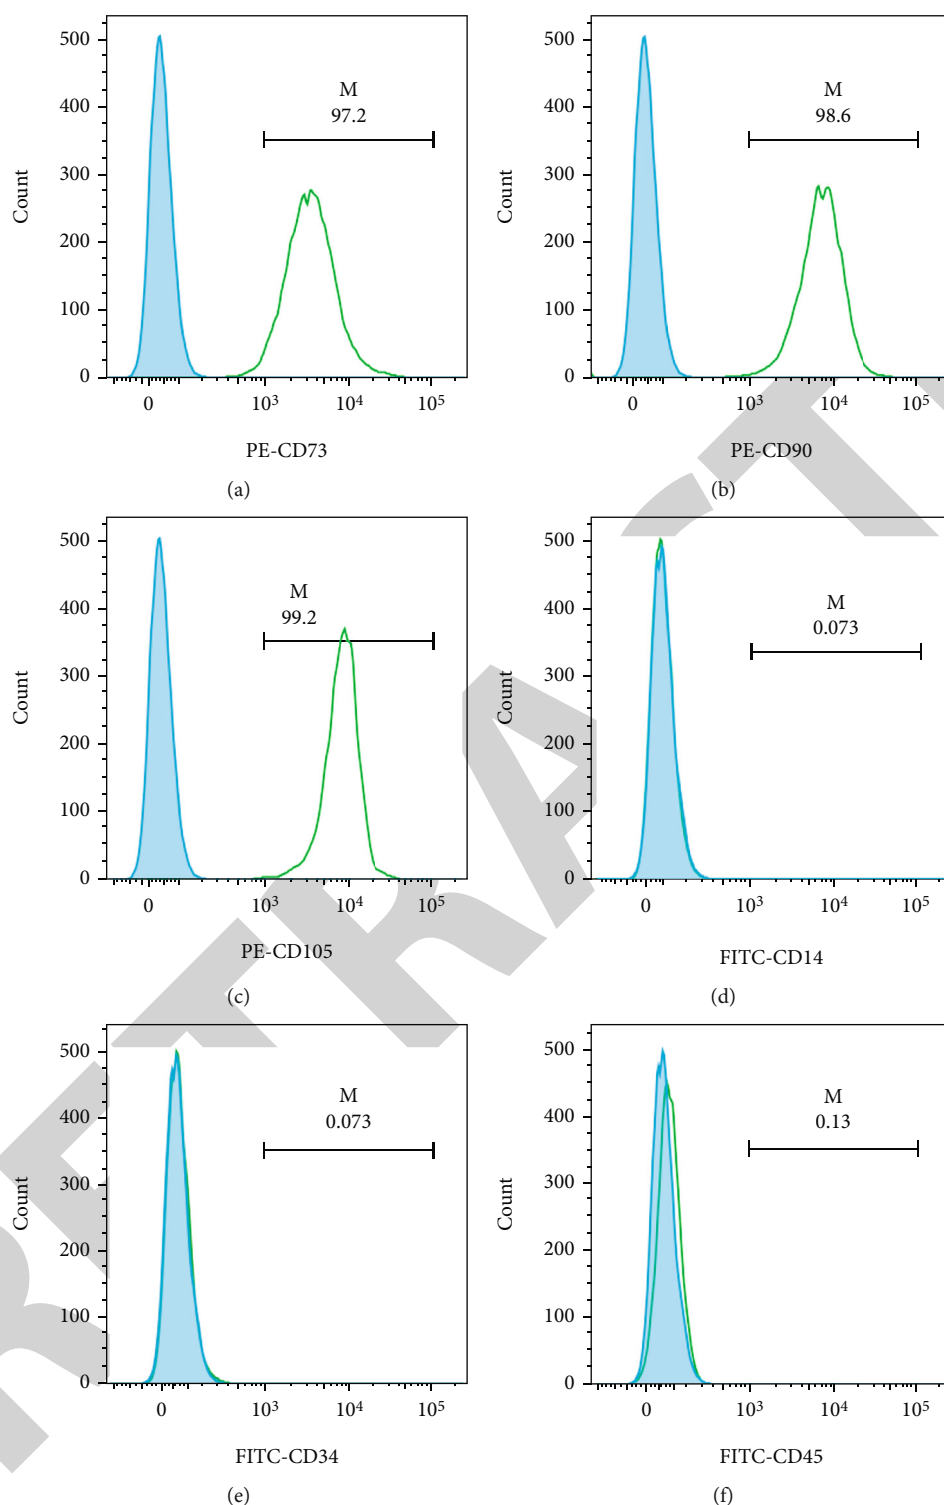 500
400
300
200
100
0
Count
M
97.2
0 10³ 10⁴ 10⁵
PE-CD73
(a)
500
400
300
200
100
0
Count
M
98.6
0 10³ 10⁴ 10⁵
PE-CD90
(b)
500
400
300
200
100
0
Count
M
99.2
0 10³ 10⁴ 10⁵
PE-CD105
(c)
500
400
300
200
100
0
Count
M
0.073
0 10³ 10⁴ 10⁵
FITC-CD14
(d)
500
400
300
200
100
0
Count
M
0.073
0 10³ 10⁴ 10⁵
FITC-CD34
(e)
500
400
300
200
100
0
Count
M
0.13
0 10³ 10⁴ 10⁵
FITC-CD45
(f)